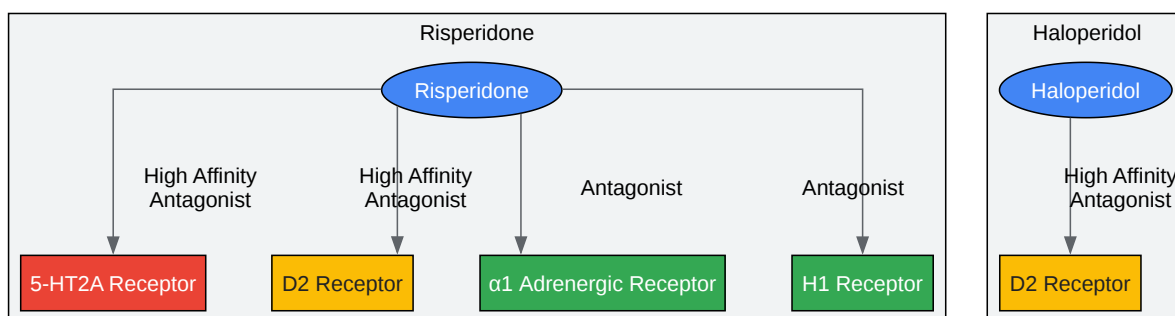 Risperidone
Haloperidol
Risperidone
Haloperidol
High Affinity
Antagonist
High Affinity
Antagonist
Antagonist
Antagonist
High Affinity
Antagonist
5-HT2A Receptor
D2 Receptor
α1 Adrenergic Receptor
H1 Receptor
D2 Receptor